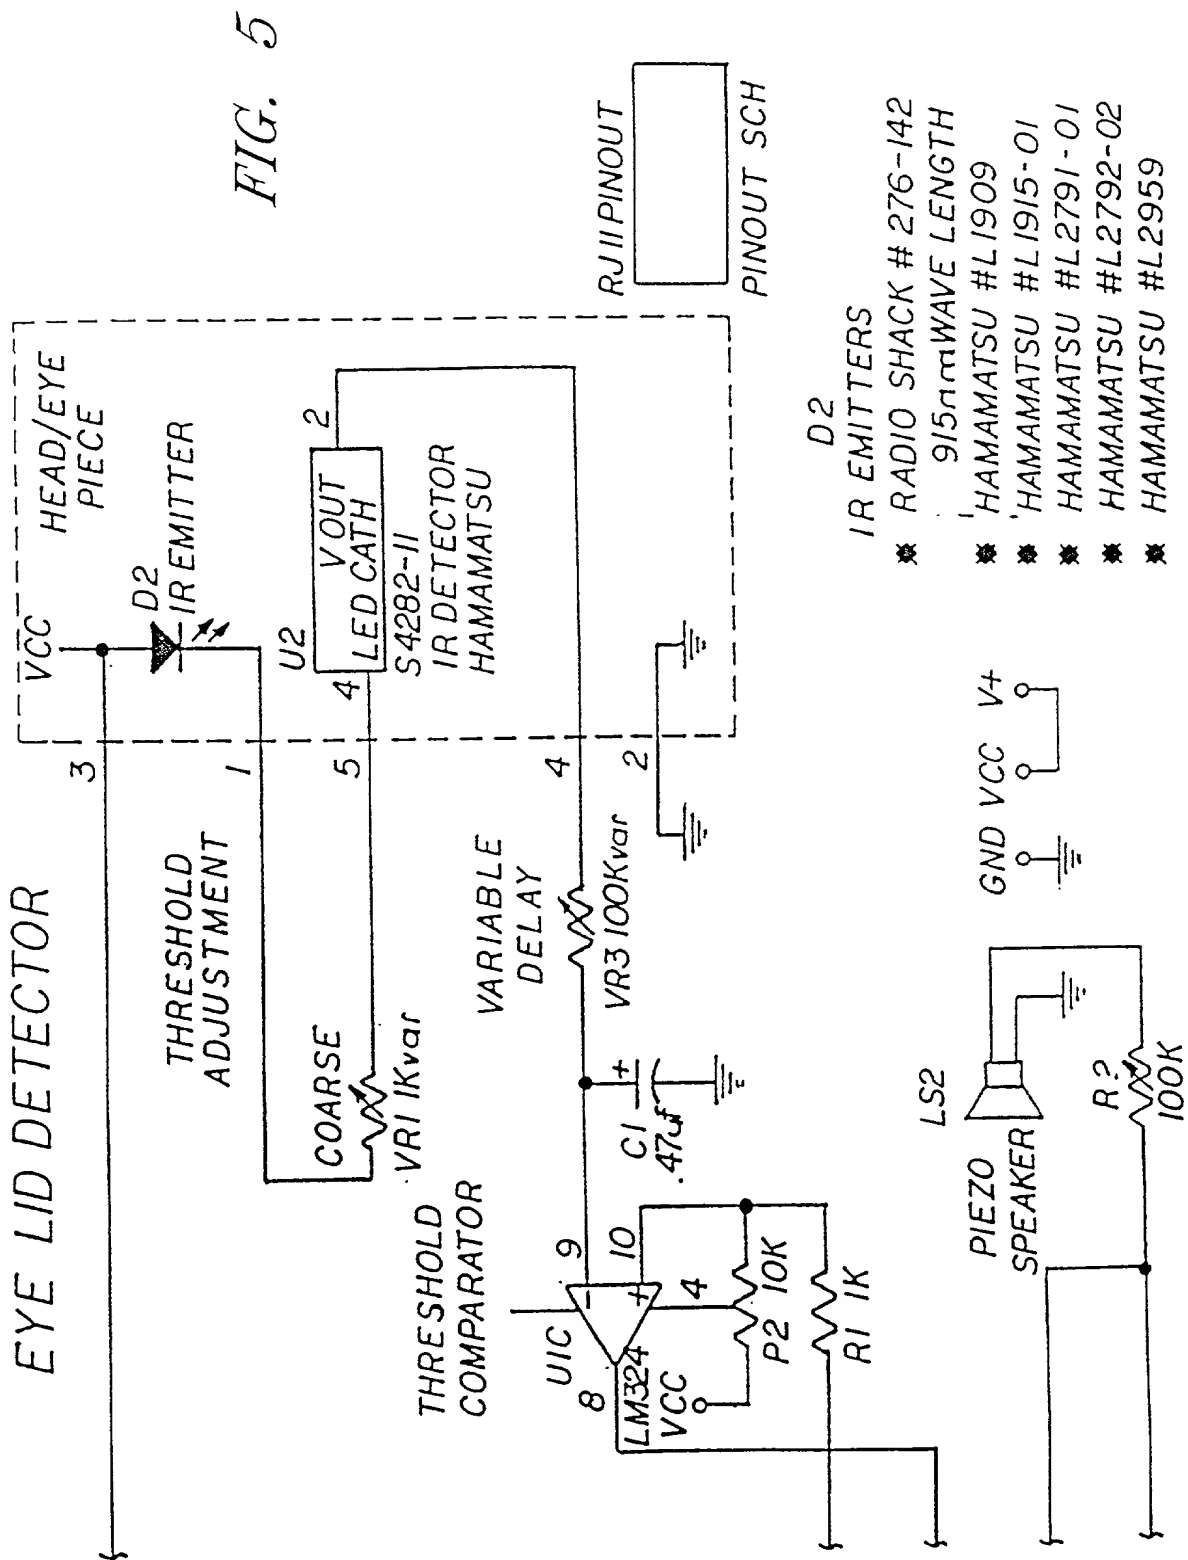 EYE LID DETECTOR
FIG. 5
THRESHOLD
ADJUSTMENT
3
1
5
4
2
VCC
HEAD/EYE
PIECE
D2
IR EMITTER
U2
4
V OUT
LED CATH
2
S4282-11
IR DETECTOR
HAMAMATSU
COARSE
VR1 1Kvar
VARIABLE
DELAY
VR3 100Kvar
THRESHOLD
COMPARATOR
U1C
8
9
10
4
LM324
VCC
P2 10K
R1 1K
C1
.47uf
+
−
+
RJ11 PINOUT
PINOUT SCH
LS2
PIEZO
SPEAKER
R?
100K
GND VCC V+
D2
IR EMITTERS
RADIO SHACK # 276-142
915nm WAVE LENGTH
HAMAMATSU #L1909
HAMAMATSU #L1915-01
HAMAMATSU #L2791-01
HAMAMATSU #L2792-02
HAMAMATSU #L2959